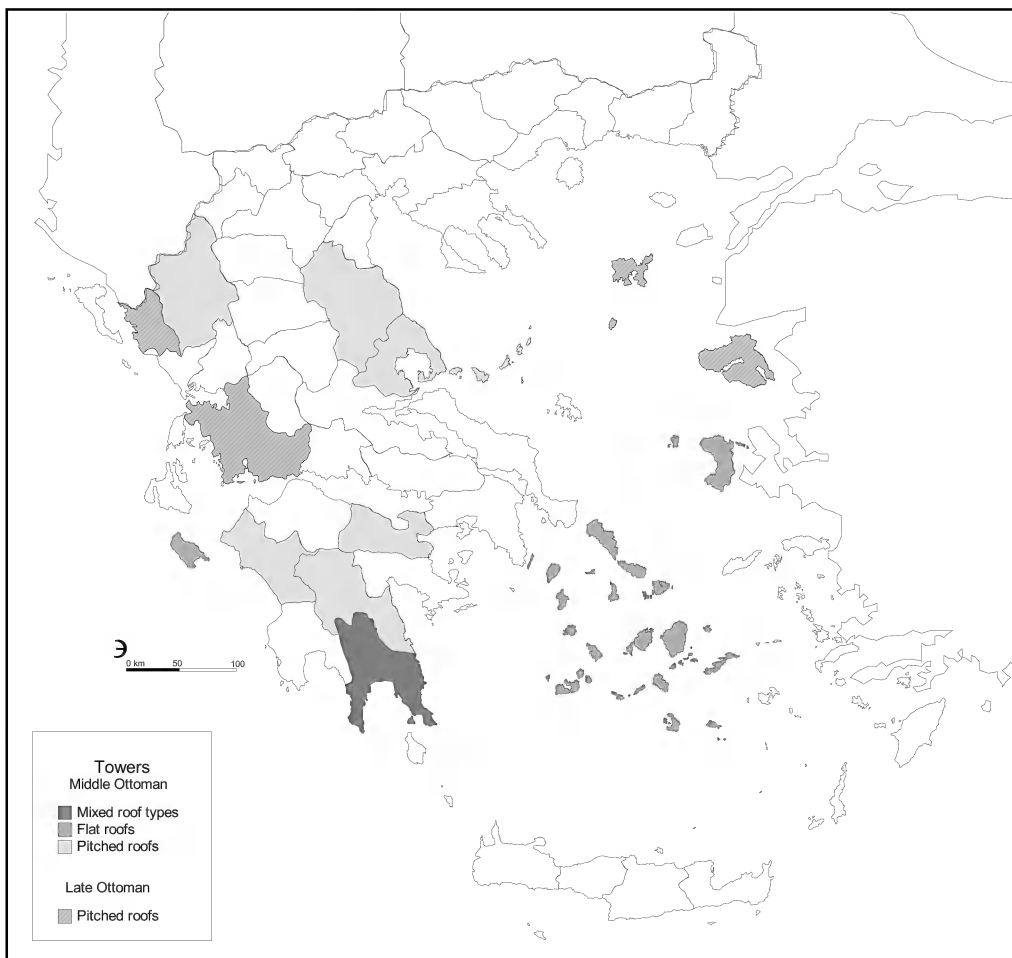 0 km 50 100
Towers
Middle Ottoman
Mixed roof types
Flat roofs
Pitched roofs
Late Ottoman
Pitched roofs